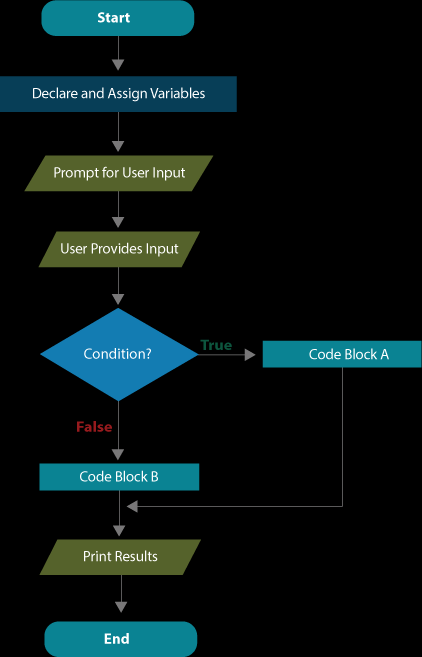 Start
Declare and Assign Variables
Prompt for User Input
User Provides Input
Condition?
True
Code Block A
False
Code Block B
Print Results
End